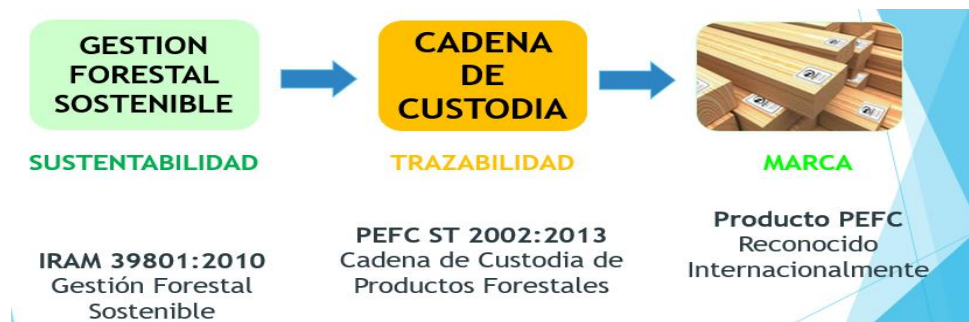 GESTION
FORESTAL
SOSTENIBLE
SUSTENTABILIDAD
IRAM 39801:2010
Gestión Forestal
Sostenible
CADENA
DE
CUSTODIA
TRAZABILIDAD
PEFC ST 2002:2013
Cadena de Custodia de
Productos Forestales
MARCA
Producto PEFC
Reconocido
Internacionalmente